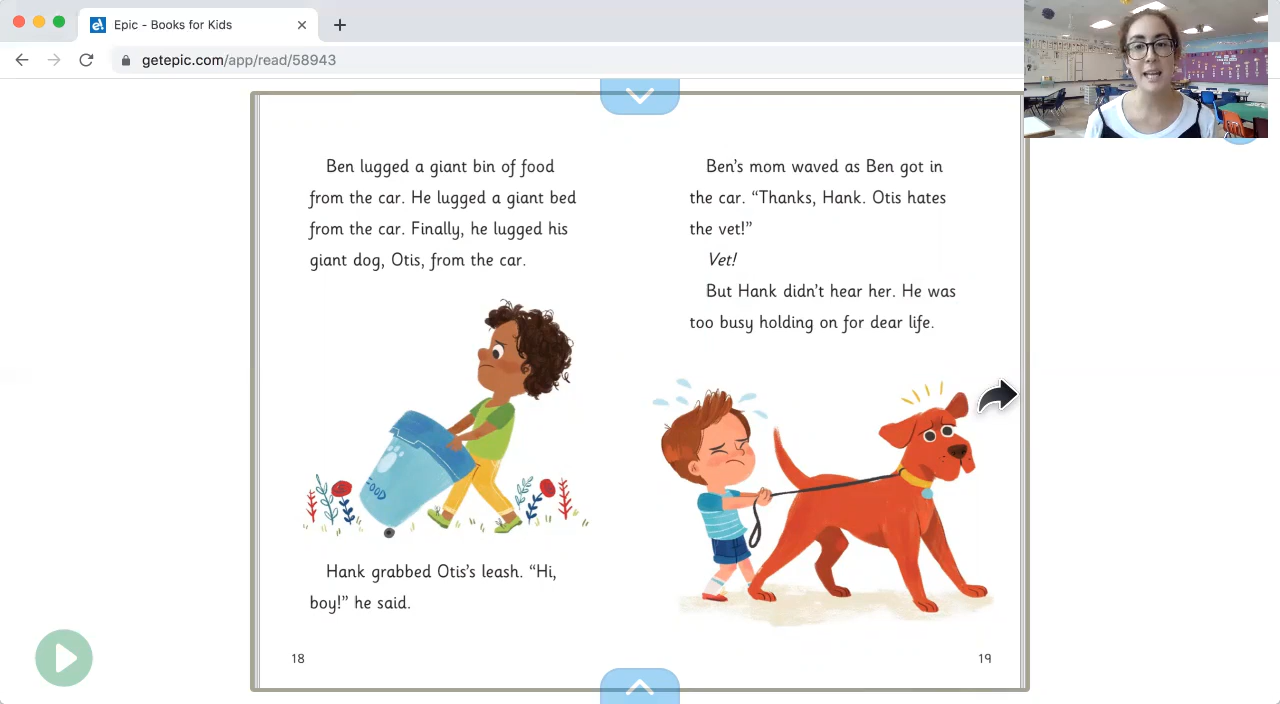 Epic - Books for Kids
getepic.com/app/read/58943
Ben lugged a giant bin of food
from the car. He lugged a giant bed
from the car. Finally, he lugged his
giant dog, Otis, from the car.
FOOD
Hank grabbed Otis’s leash. “Hi,
boy!” he said.
18
Ben’s mom waved as Ben got in
the car. “Thanks, Hank. Otis hates
the vet!”
Vet!
But Hank didn’t hear her. He was
too busy holding on for dear life.
19